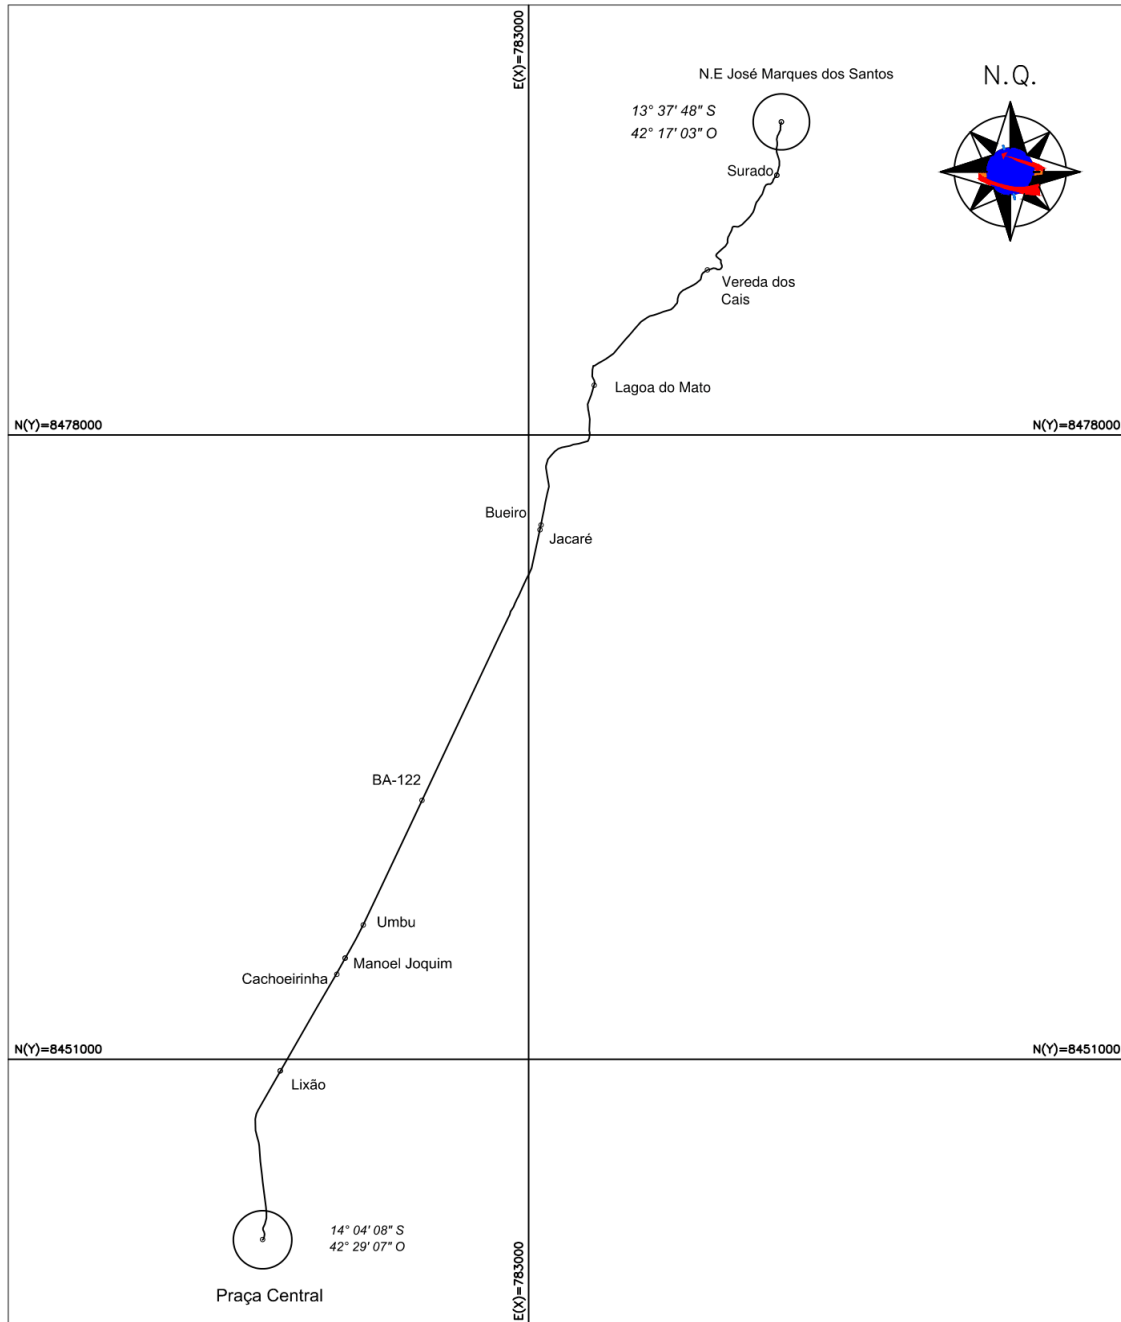 E(X)=783000
N.E José Marques dos Santos
N.Q.
13° 37' 48" S
42° 17' 03" O
Surado
Vereda dos
Cais
Lagoa do Mato
N(Y)=8478000
N(Y)=8478000
Bueiro
Jacaré
BA-122
Umbu
Manoel Joquim
Cachoeirinha
N(Y)=8451000
N(Y)=8451000
Lixão
14° 04' 08" S
42° 29' 07" O
E(X)=783000
Praça Central